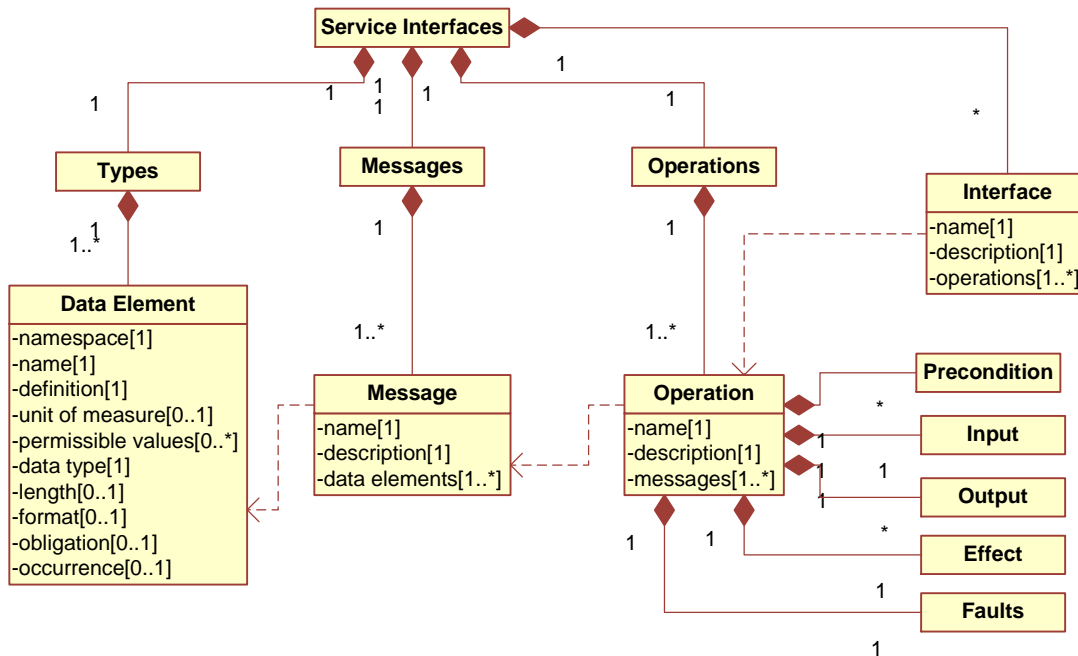 Service Interfaces
1
1
1
1
1
1
1
1
*
Types
Messages
Operations
Interface
-name[1]
-description[1]
-operations[1..*]
1
1..*
1
1
Data Element
-namespace[1]
-name[1]
-definition[1]
-unit of measure[0..1]
-permissible values[0..*]
-data type[1]
-length[0..1]
-format[0..1]
-obligation[0..1]
-occurrence[0..1]
1..*
1..*
Message
-name[1]
-description[1]
-data elements[1..*]
Operation
-name[1]
-description[1]
-messages[1..*]
Precondition
*
Input
1
1
Output
1
1
1
*
Effect
1
Faults
1